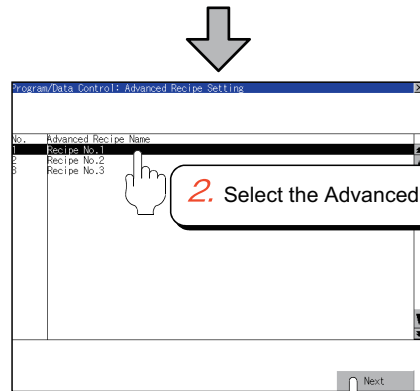 Program/Data Control: Advanced Recipe Setting
No. Advanced Recipe Name
1 Recipe No.1
2 Recipe No.2
3 Recipe No.3
2. Select the Advanced
Next